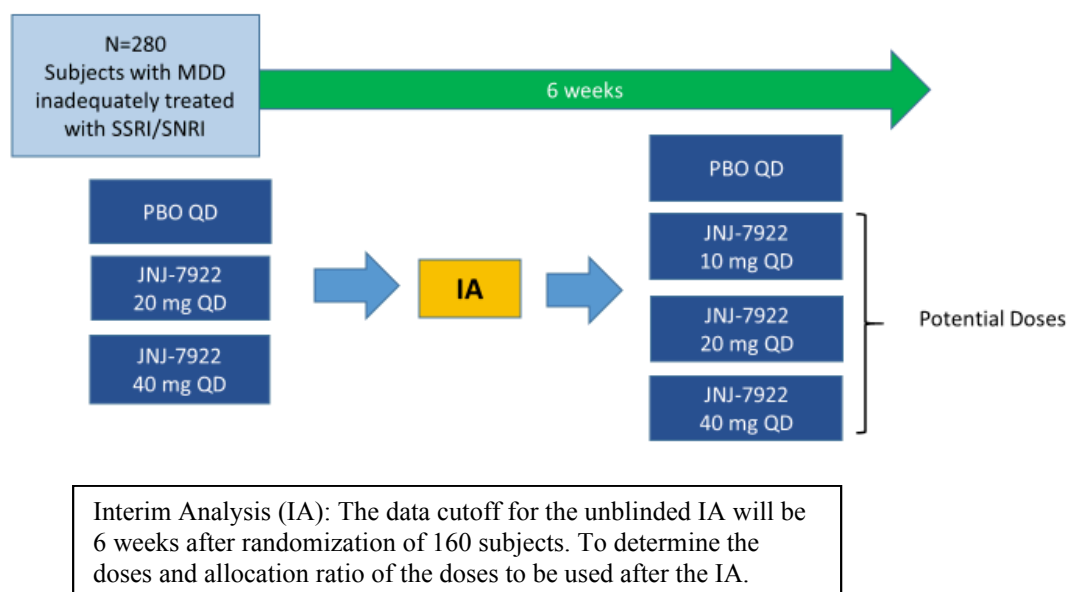 N=280
Subjects with MDD
inadequately treated
with SSRI/SNRI
6 weeks
PBO QD
JNJ-7922
20 mg QD
JNJ-7922
40 mg QD
IA
PBO QD
JNJ-7922
10 mg QD
JNJ-7922
20 mg QD
JNJ-7922
40 mg QD
Potential Doses
Interim Analysis (IA): The data cutoff for the unblinded IA will be
6 weeks after randomization of 160 subjects. To determine the
doses and allocation ratio of the doses to be used after the IA.